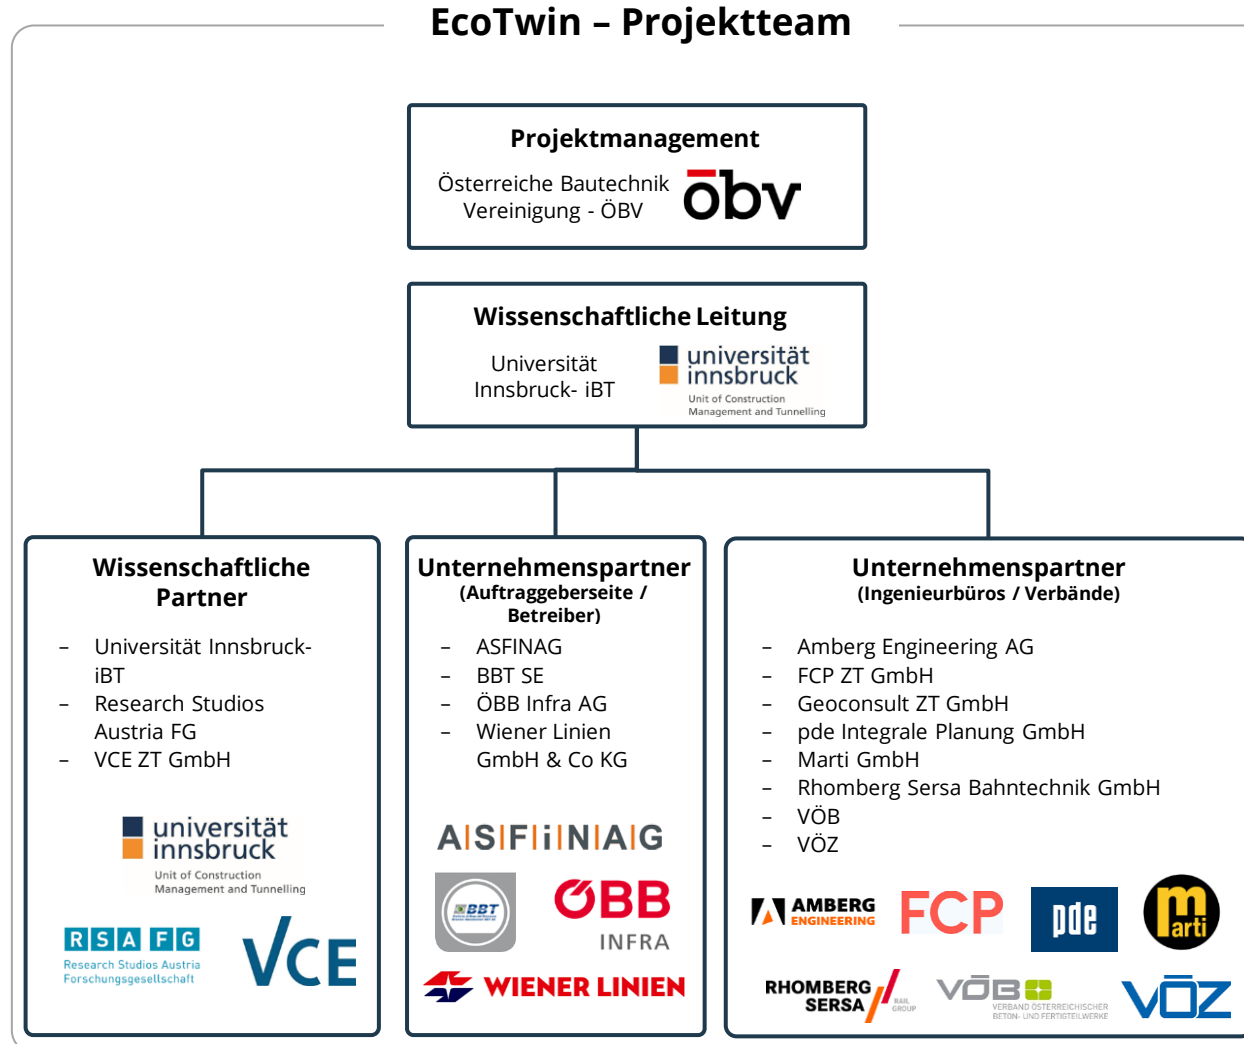 EcoTwin – Projektteam
Projektmanagement
Österreiche Bautechnik
Vereinigung - ÖBV
öbv
Wissenschaftliche Leitung
Universität
Innsbruck- iBT
universität
innsbruck
Unit of Construction
Management and Tunnelling
Wissenschaftliche
Partner
– Universität Innsbruck-
iBT
– Research Studios
Austria FG
– VCE ZT GmbH
universität
innsbruck
Unit of Construction
Management and Tunnelling
RSA FG
Research Studios Austria
Forschungsgesellschaft
VCE
Unternehmenspartner
(Auftraggeberseite /
Betreiber)
– ASFINAG
– BBT SE
– ÖBB Infra AG
– Wiener Linien
GmbH & Co KG
A|S|F|i|N|A|G
BBT
ÖBB
INFRA
WIENER LINIEN
Unternehmenspartner
(Ingenieurbüros / Verbände)
– Amberg Engineering AG
– FCP ZT GmbH
– Geoconsult ZT GmbH
– pde Integrale Planung GmbH
– Marti GmbH
– Rhomberg Sersa Bahntechnik GmbH
– VÖB
– VÖZ
AMBERG
ENGINEERING
FCP
pde
marti
RHOMBERG
SERSA
RAIL
GROUP
VÖB
VERBAND ÖSTERREICHISCHER
BETON- UND FERTIGTEILWERKE
VÖZ